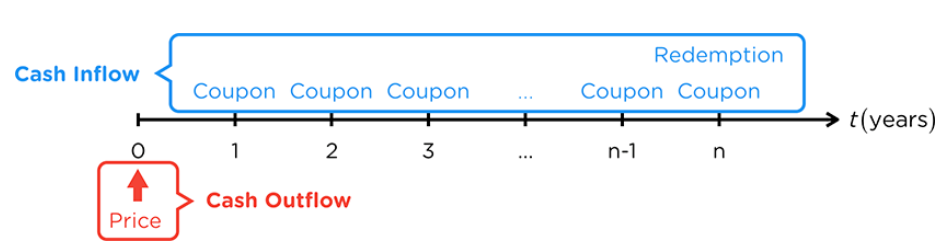 Redemption
Cash Inflow
Coupon Coupon Coupon ... Coupon Coupon
t (years)
0 1 2 3 ... n-1 n
Price
Cash Outflow